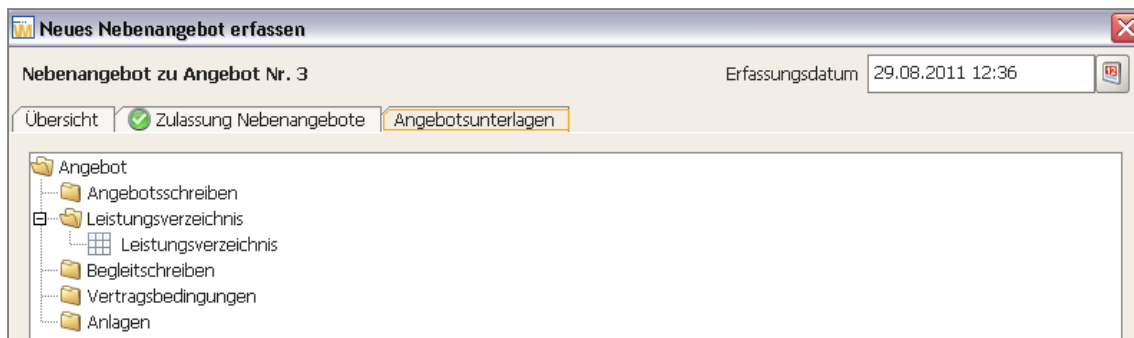 Neues Nebenangebot erfassen
Nebenangebot zu Angebot Nr. 3 Erfassungsdatum 29.08.2011 12:36
Übersicht Zulassung Nebenangebote Angebotsunterlagen
Angebot
Angebotsschreiben
Leistungsverzeichnis
Leistungsverzeichnis
Begleitschreiben
Vertragsbedingungen
Anlagen